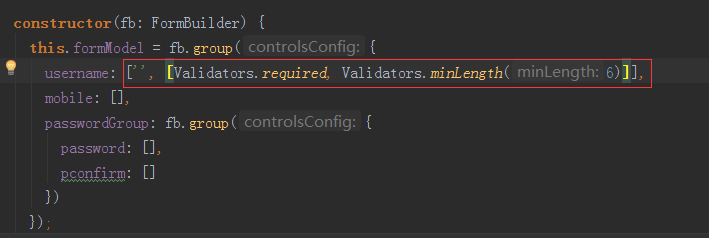 constructor(fb: FormBuilder) {
this.formModel = fb.group( controlsConfig: {
username: ['', [Validators.required, Validators.minLength( minLength: 6)]],
mobile: [],
passwordGroup: fb.group( controlsConfig: {
password: [],
pconfirm: []
})
});